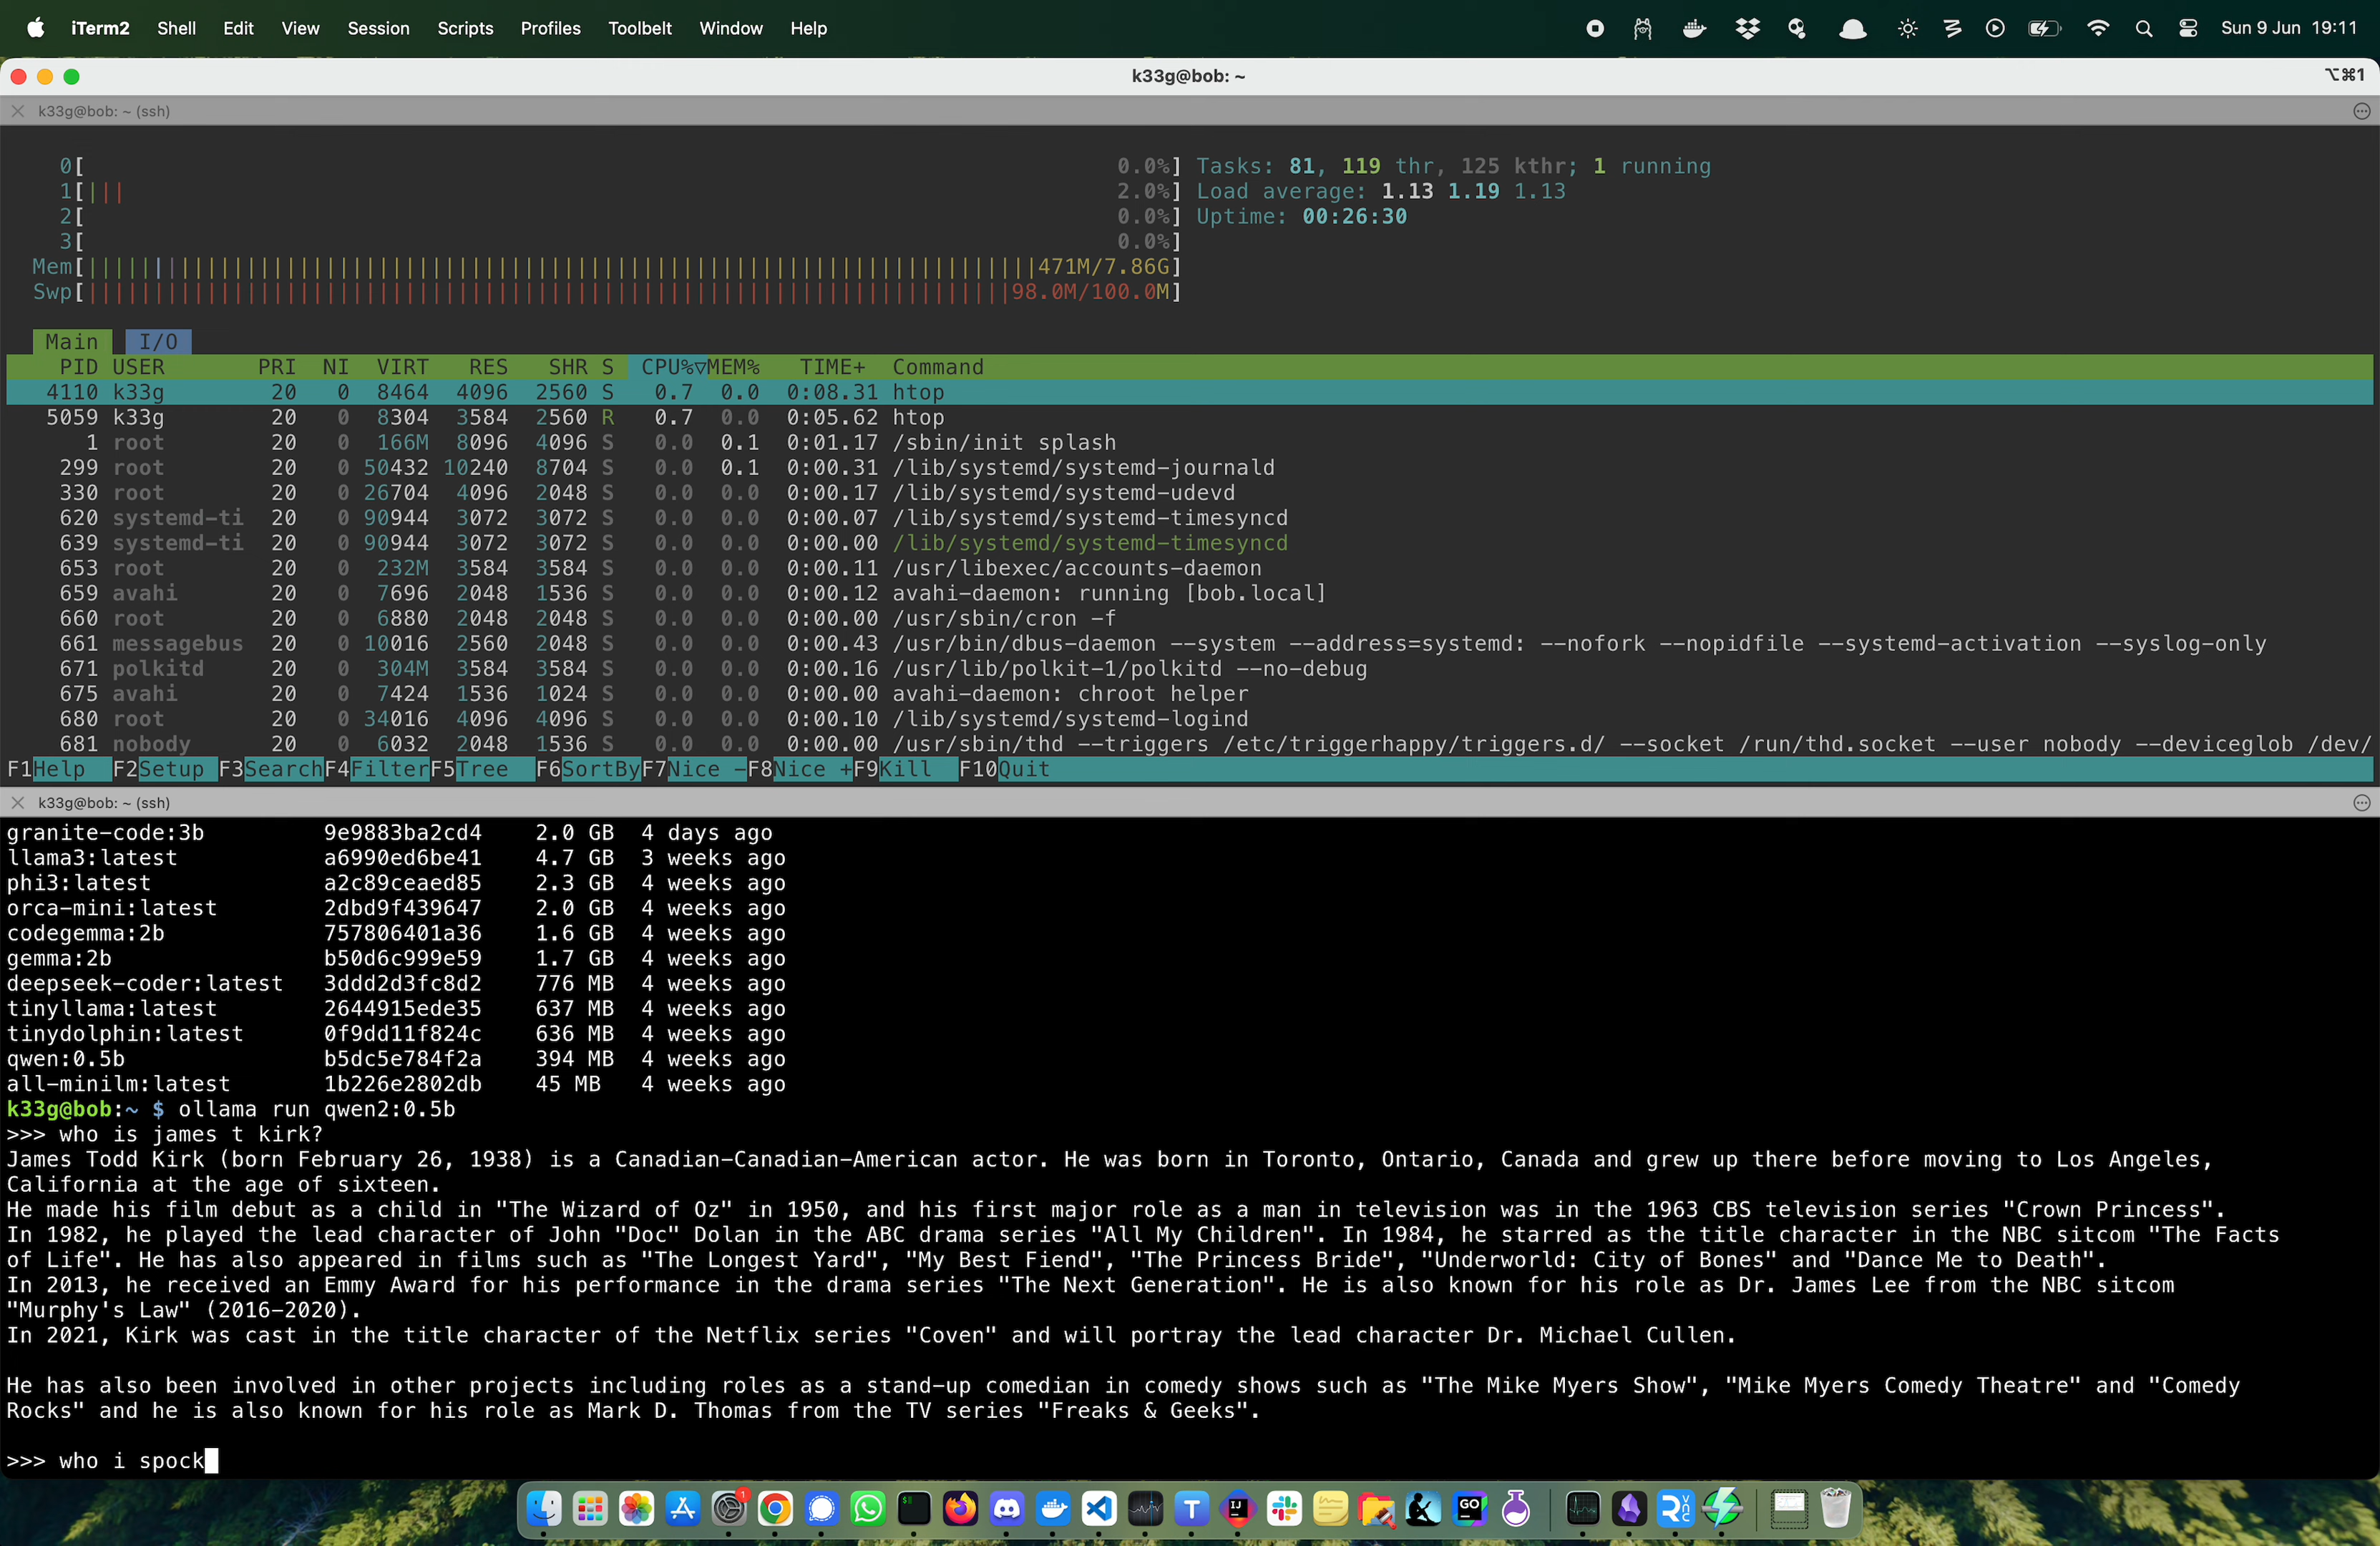 iTerm2 Shell Edit View Session Scripts Profiles Toolbelt Window Help Sun 9 Jun 19:11
k33g@bob: ~ ⌥⌘1
k33g@bob: ~ (ssh)
0[ 0.0%] Tasks: 81, 119 thr, 125 kthr; 1 running
1[||| 2.0%] Load average: 1.13 1.19 1.13
2[ 0.0%] Uptime: 00:26:30
3[ 0.0%]
Mem[ 471M/7.86G]
Swp[ 98.0M/100.0M]
Main I/O
PID USER PRI NI VIRT RES SHR S CPU%▽MEM% TIME+ Command
4110 k33g 20 0 8464 4096 2560 S 0.7 0.0 0:08.31 htop
5059 k33g 20 0 8304 3584 2560 R 0.7 0.0 0:05.62 htop
1 root 20 0 166M 8096 4096 S 0.0 0.1 0:01.17 /sbin/init splash
299 root 20 0 50432 10240 8704 S 0.0 0.1 0:00.31 /lib/systemd/systemd-journald
330 root 20 0 26704 4096 2048 S 0.0 0.0 0:00.17 /lib/systemd/systemd-udevd
620 systemd-ti 20 0 90944 3072 3072 S 0.0 0.0 0:00.07 /lib/systemd/systemd-timesyncd
639 systemd-ti 20 0 90944 3072 3072 S 0.0 0.0 0:00.00 /lib/systemd/systemd-timesyncd
653 root 20 0 232M 3584 3584 S 0.0 0.0 0:00.11 /usr/libexec/accounts-daemon
659 avahi 20 0 7696 2048 1536 S 0.0 0.0 0:00.12 avahi-daemon: running [bob.local]
660 root 20 0 6880 2048 2048 S 0.0 0.0 0:00.00 /usr/sbin/cron -f
661 messagebus 20 0 10016 2560 2048 S 0.0 0.0 0:00.43 /usr/bin/dbus-daemon --system --address=systemd: --nofork --nopidfile --systemd-activation --syslog-only
671 polkitd 20 0 304M 3584 3584 S 0.0 0.0 0:00.16 /usr/lib/polkit-1/polkitd --no-debug
675 avahi 20 0 7424 1536 1024 S 0.0 0.0 0:00.00 avahi-daemon: chroot helper
680 root 20 0 34016 4096 4096 S 0.0 0.0 0:00.10 /lib/systemd/systemd-logind
681 nobody 20 0 6032 2048 1536 S 0.0 0.0 0:00.00 /usr/sbin/thd --triggers /etc/triggerhappy/triggers.d/ --socket /run/thd.socket --user nobody --deviceglob /dev/
F1Help F2Setup F3SearchF4FilterF5Tree F6SortByF7Nice -F8Nice +F9Kill F10Quit
k33g@bob: ~ (ssh)
granite-code:3b 9e9883ba2cd4 2.0 GB 4 days ago
llama3:latest a6990ed6be41 4.7 GB 3 weeks ago
phi3:latest a2c89ceaed85 2.3 GB 4 weeks ago
orca-mini:latest 2dbd9f439647 2.0 GB 4 weeks ago
codegemma:2b 757806401a36 1.6 GB 4 weeks ago
gemma:2b b50d6c999e59 1.7 GB 4 weeks ago
deepseek-coder:latest 3ddd2d3fc8d2 776 MB 4 weeks ago
tinyllama:latest 2644915ede35 637 MB 4 weeks ago
tinydolphin:latest 0f9dd11f824c 636 MB 4 weeks ago
qwen:0.5b b5dc5e784f2a 394 MB 4 weeks ago
all-minilm:latest 1b226e2802db 45 MB 4 weeks ago
k33g@bob:~ $ ollama run qwen2:0.5b
>>> who is james t kirk?
James Todd Kirk (born February 26, 1938) is a Canadian-Canadian-American actor. He was born in Toronto, Ontario, Canada and grew up there before moving to Los Angeles,
California at the age of sixteen.
He made his film debut as a child in "The Wizard of Oz" in 1950, and his first major role as a man in television was in the 1963 CBS television series "Crown Princess".
In 1982, he played the lead character of John "Doc" Dolan in the ABC drama series "All My Children". In 1984, he starred as the title character in the NBC sitcom "The Facts
of Life". He has also appeared in films such as "The Longest Yard", "My Best Fiend", "The Princess Bride", "Underworld: City of Bones" and "Dance Me to Death".
In 2013, he received an Emmy Award for his performance in the drama series "The Next Generation". He is also known for his role as Dr. James Lee from the NBC sitcom
"Murphy's Law" (2016-2020).
In 2021, Kirk was cast in the title character of the Netflix series "Coven" and will portray the lead character Dr. Michael Cullen.
He has also been involved in other projects including roles as a stand-up comedian in comedy shows such as "The Mike Myers Show", "Mike Myers Comedy Theatre" and "Comedy
Rocks" and he is also known for his role as Mark D. Thomas from the TV series "Freaks & Geeks".
>>> who i spock